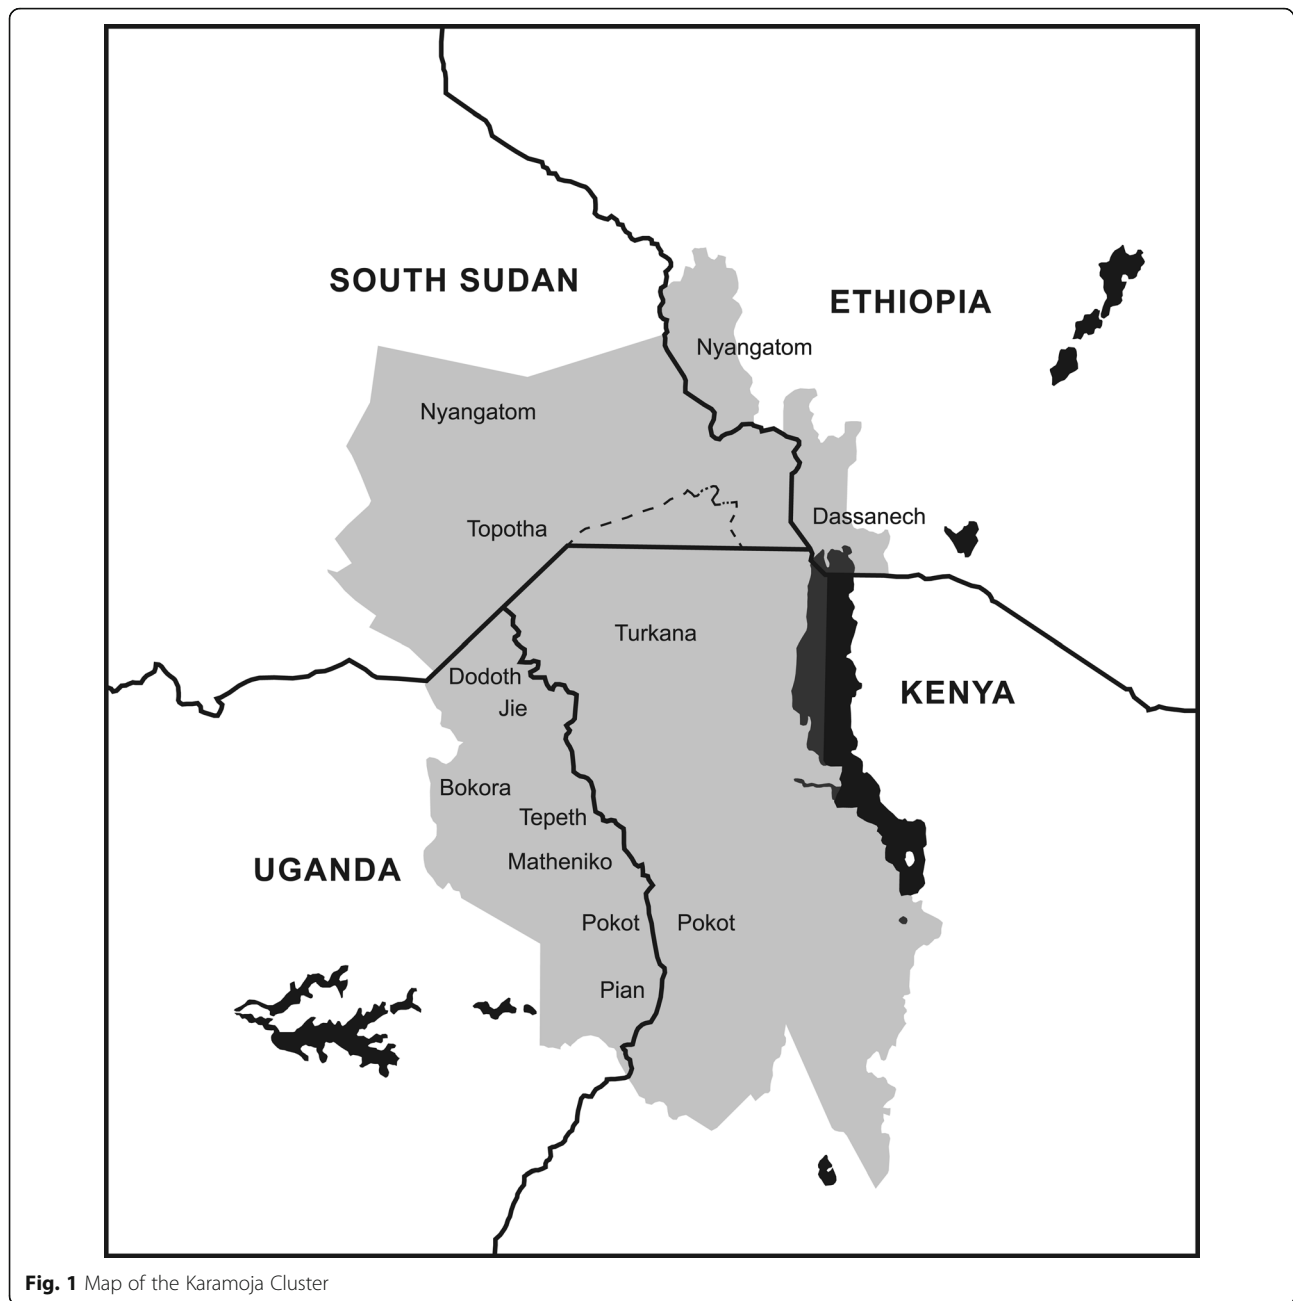 SOUTH SUDAN
ETHIOPIA
Nyangatom
Nyangatom
Dassanech
Topotha
Turkana
Dodoth
KENYA
Jie
Bokora
Tepeth
Matheniko
UGANDA
Pokot
Pokot
Pian
Fig. 1 Map of the Karamoja Cluster